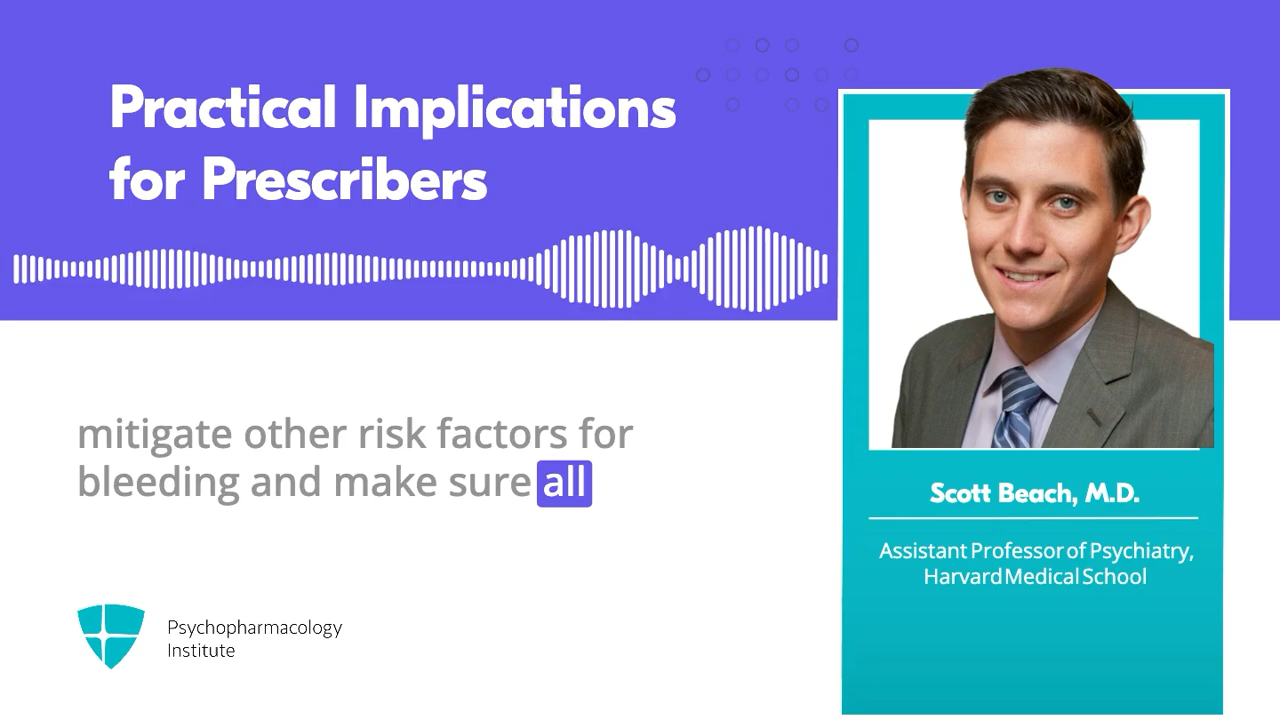 Practical Implications
for Prescribers
mitigate other risk factors for
bleeding and make sure all
Psychopharmacology
Institute
Scott Beach, M.D.
Assistant Professor of Psychiatry,
Harvard Medical School